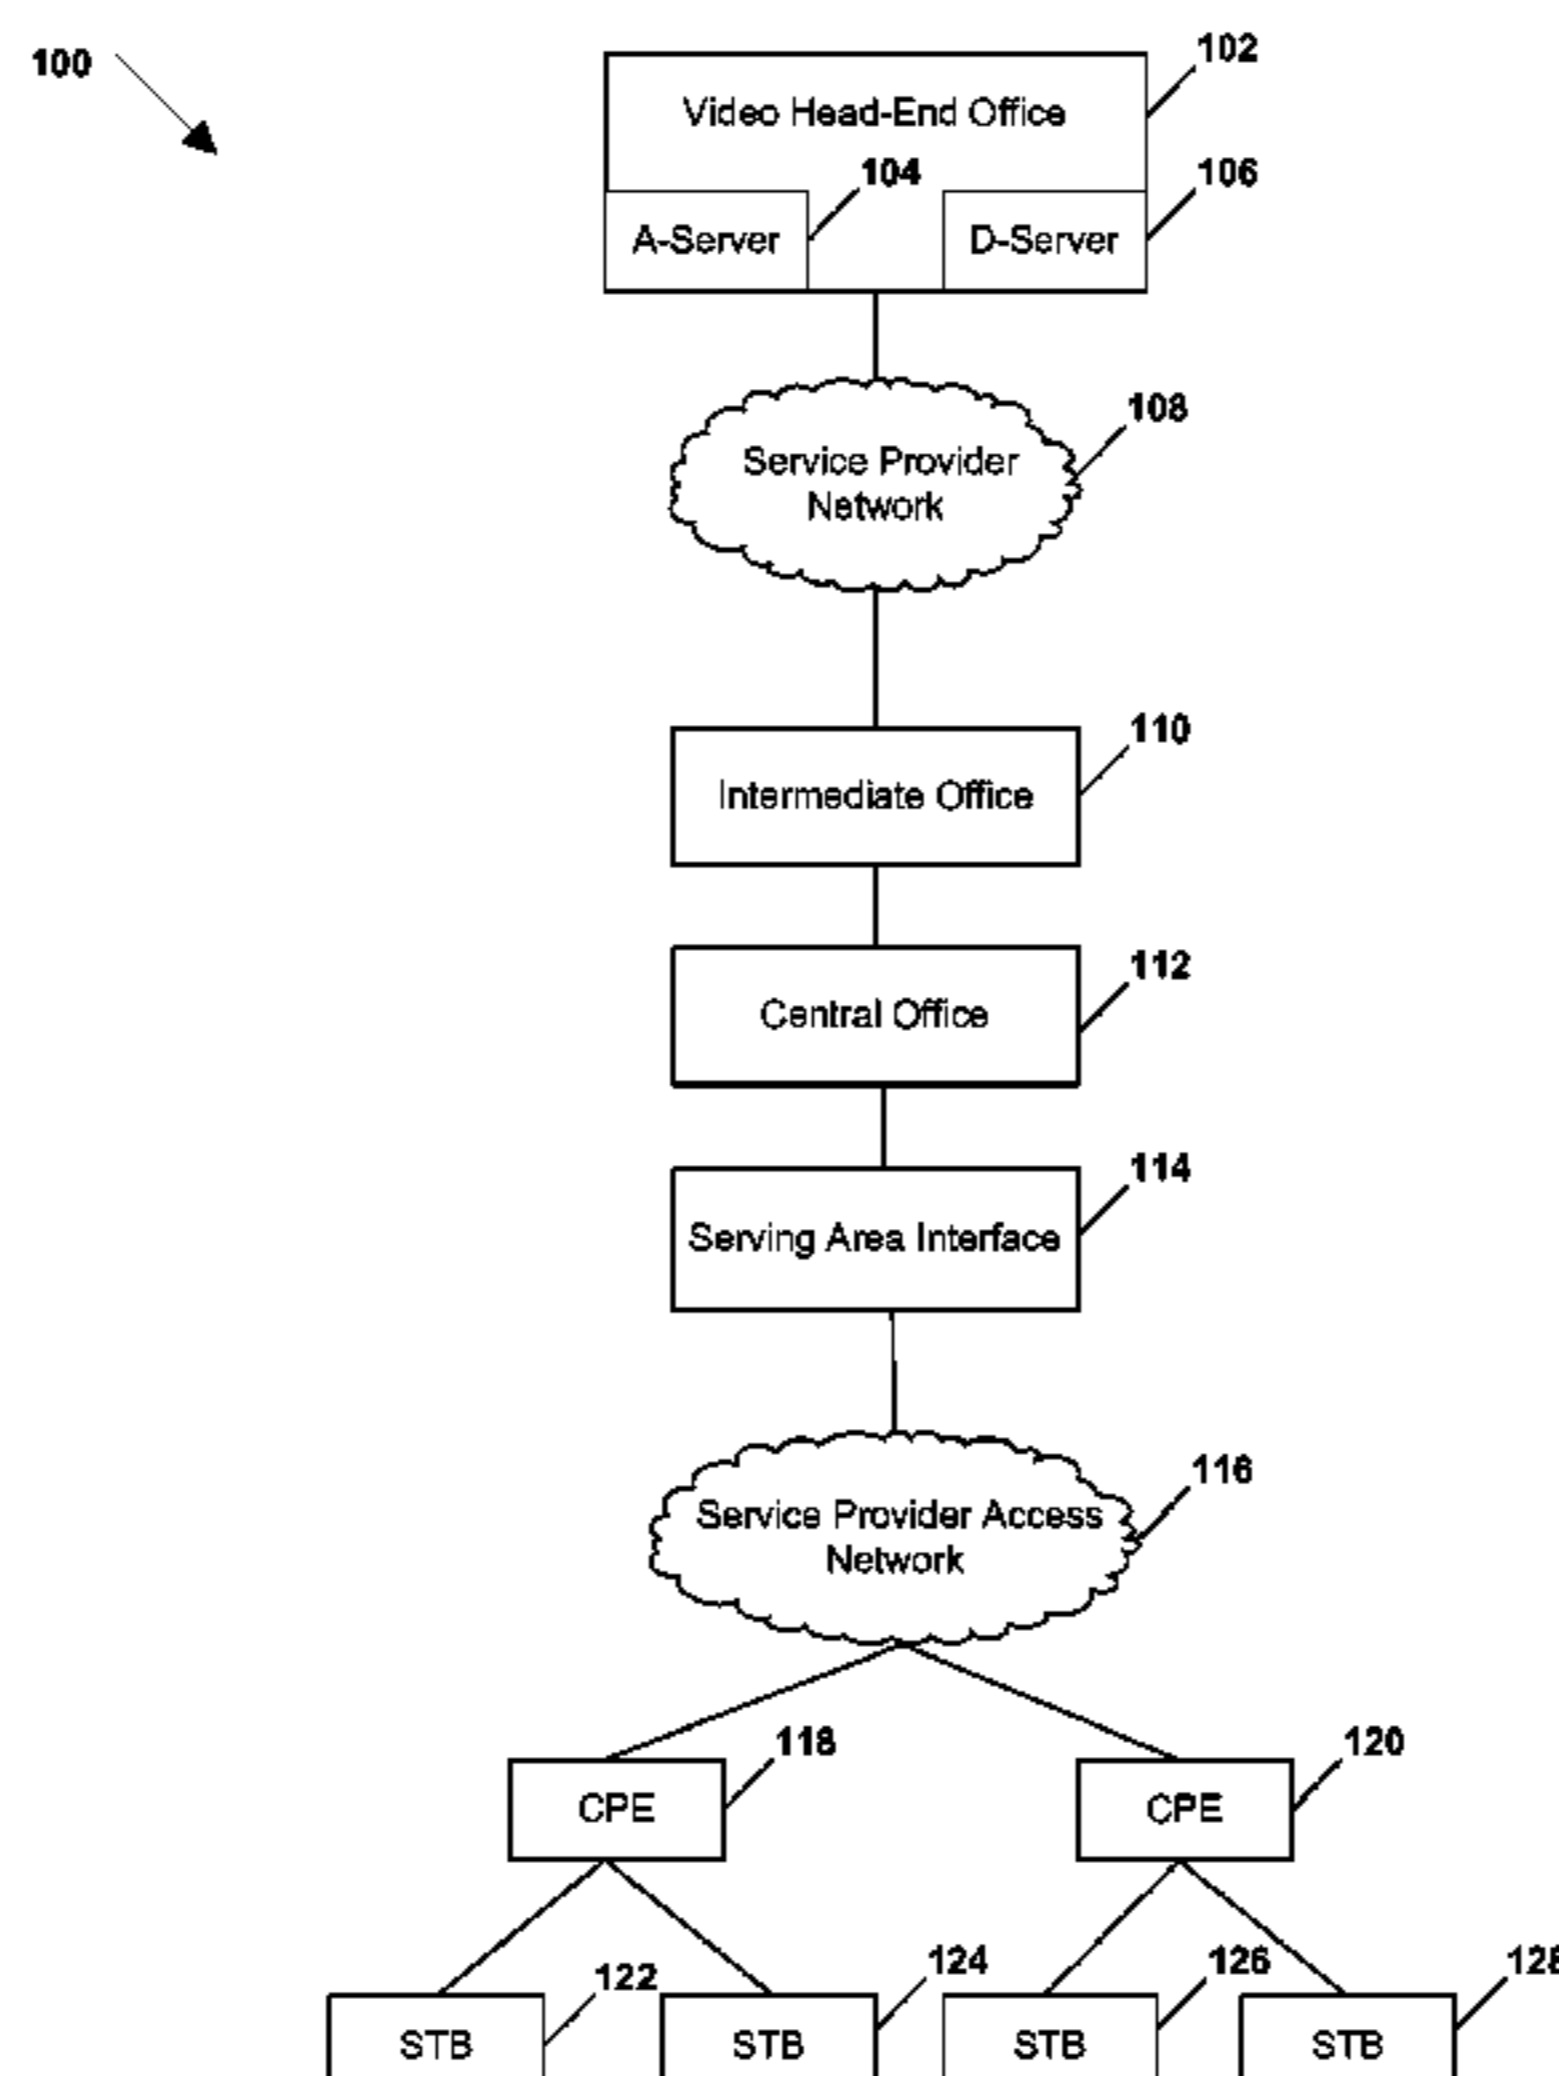 100
102
Video Head-End Office
104
106
A-Server
D-Server
108
Service Provider
Network
110
Intermediate Office
112
Central Office
114
Serving Area Interface
116
Service Provider Access
Network
118
120
CPE
CPE
122
124
126
128
STB
STB
STB
STB